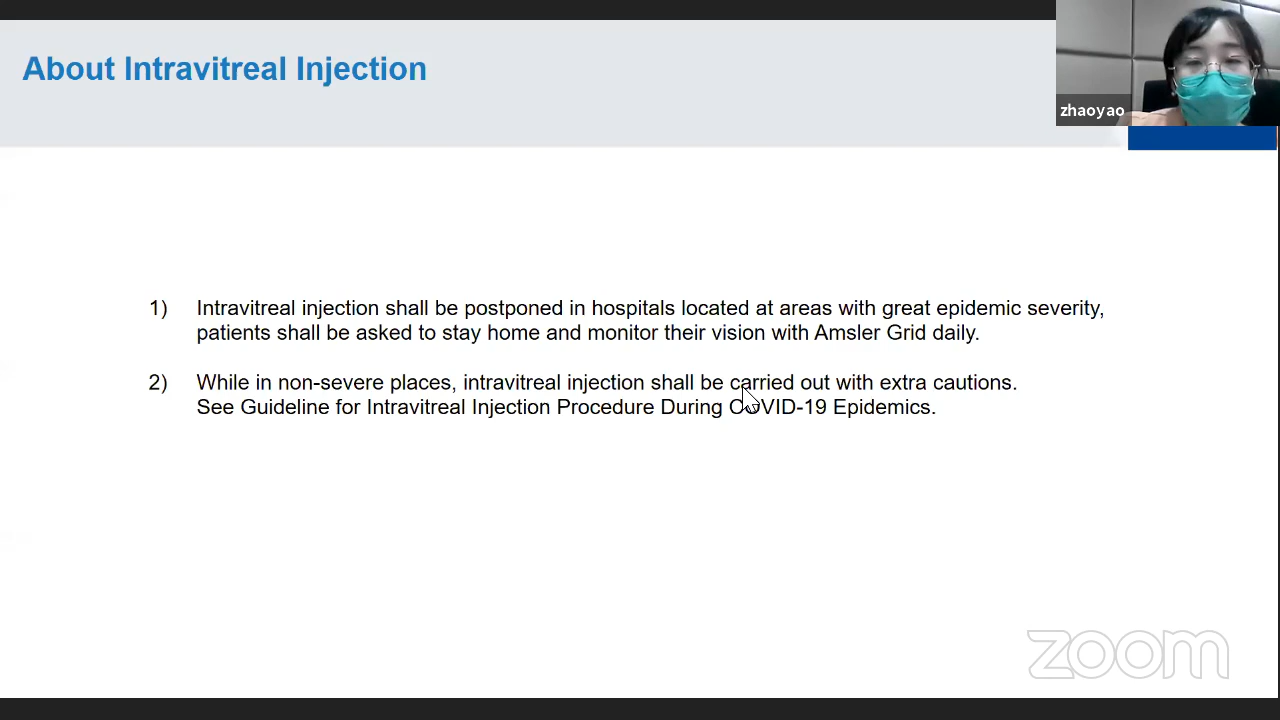 About Intravitreal Injection
zhaoyao
1) Intravitreal injection shall be postponed in hospitals located at areas with great epidemic severity,
patients shall be asked to stay home and monitor their vision with Amsler Grid daily.
2) While in non-severe places, intravitreal injection shall be carried out with extra cautions.
See Guideline for Intravitreal Injection Procedure During COVID-19 Epidemics.
zoom